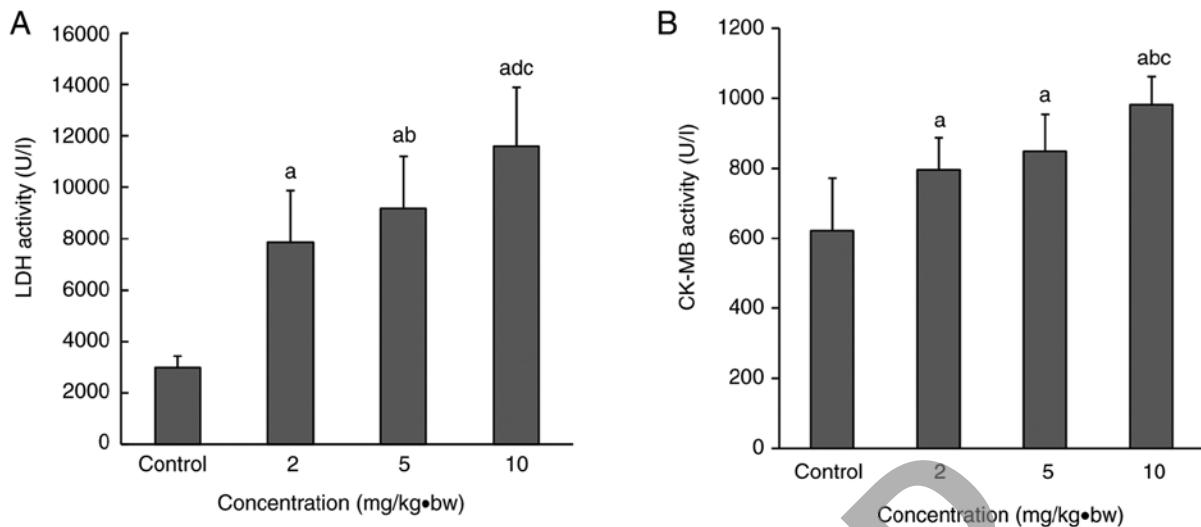 A
16000
14000
12000
10000
8000
6000
4000
2000
0
LDH activity (U/l)
a
ab
adc
Control 2 5 10
Concentration (mg/kg•bw)
B
1200
1000
800
600
400
200
0
CK-MB activity (U/l)
a
a
abc
Control 2 5 10
Concentration (mg/kg•bw)